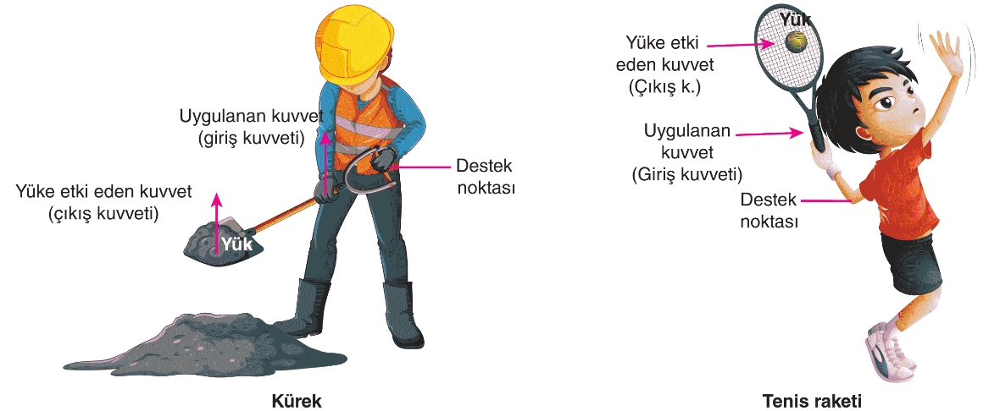 Uygulanan kuvvet
(giriş kuvveti)
Destek
noktası
Yüke etki eden kuvvet
(çıkış kuvveti)
Yük
Kürek
Yük
Yüke etki
eden kuvvet
(Çıkış k.)
Uygulanan
kuvvet
(Giriş kuvveti)
Destek
noktası
Tenis raketi